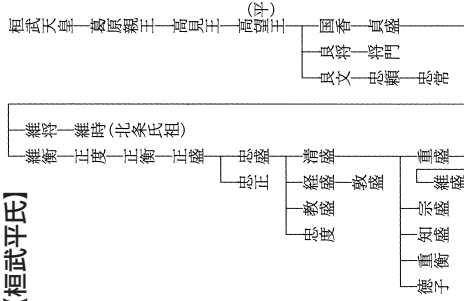 【桓武平氏】
桓武天皇―葛原親王―高見王―高望王(平)―国香―貞盛
良将―将門
良文―忠頼―忠常
維将―維時(北条氏祖)
維衡―正度―正衡―正盛―忠盛―清盛―重盛
忠正 経盛―敦盛 維盛
教盛 宗盛
忠度 知盛
重衡
徳子